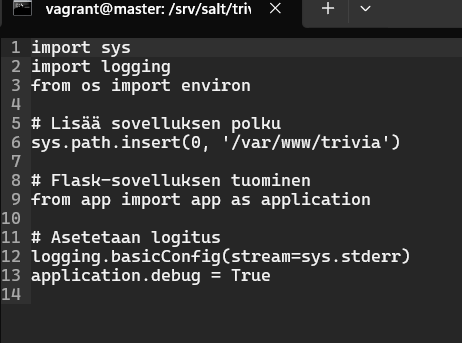 vagrant@master: /srv/salt/triv
1 import sys
2 import logging
3 from os import environ
4
5 # Lisää sovelluksen polku
6 sys.path.insert(0, '/var/www/trivia')
7
8 # Flask-sovelluksen tuominen
9 from app import app as application
10
11 # Asetetaan logitus
12 logging.basicConfig(stream=sys.stderr)
13 application.debug = True
14